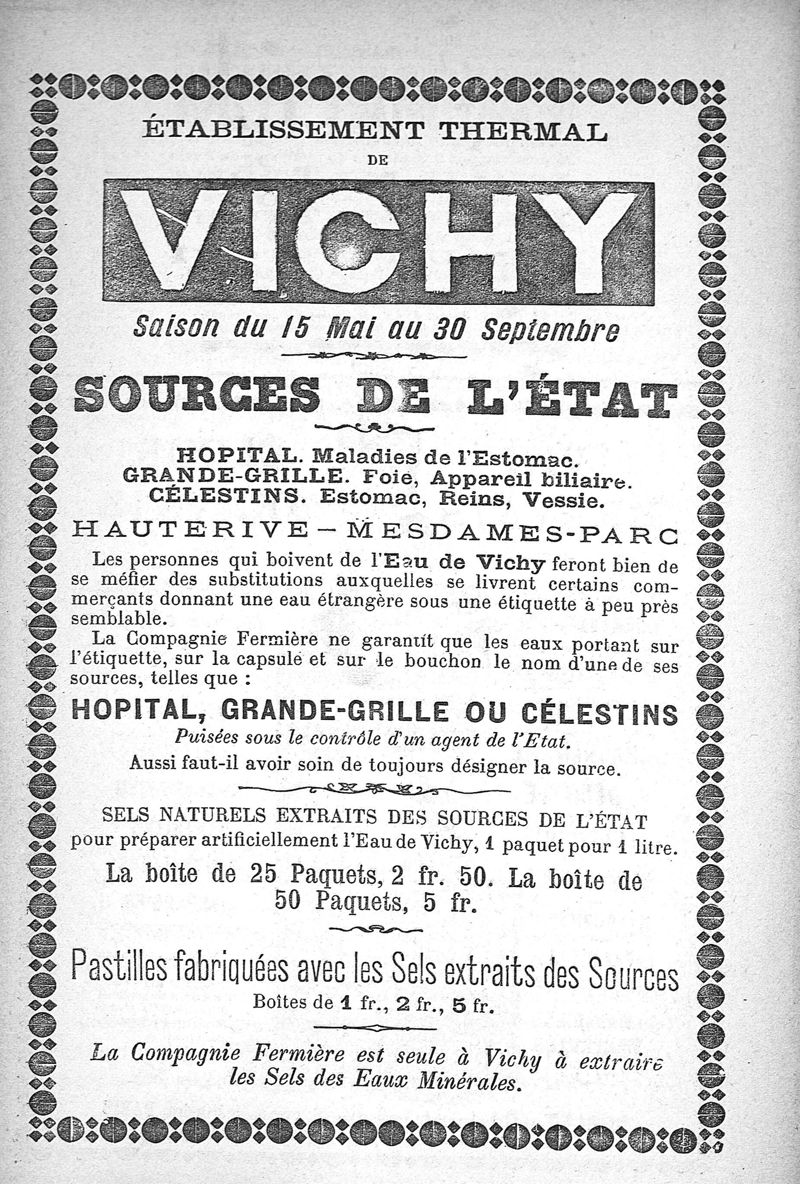 ÉTABLISSEMENT THERMAL
DE
VICHY
Saison du 15 Mai au 30 Septembre
SOURCES DE L'ÉTAT
HOPITAL. Maladies de l'Estomac.
GRANDE-GRILLE. Foie, Appareil biliaire.
CÉLESTINS. Estomac, Reins, Vessie.
HAUTERIVE — MESDAMES-PARC
Les personnes qui boivent de l'Eau de Vichy feront bien de
se méfier des substitutions auxquelles se livrent certains com-
merçants donnant une eau étrangère sous une étiquette à peu près
semblable.
La Compagnie Fermière ne garantit que les eaux portant sur
l'étiquette, sur la capsule et sur le bouchon le nom d'une de ses
sources, telles que :
HOPITAL, GRANDE-GRILLE OU CÉLESTINS
Puisées sous le contrôle d'un agent de l'Etat.
Aussi faut-il avoir soin de toujours désigner la source.
SELS NATURELS EXTRAITS DES SOURCES DE L'ÉTAT
pour préparer artificiellement l'Eau de Vichy, 1 paquet pour 1 litre.
La boîte de 25 Paquets, 2 fr. 50. La boîte de
50 Paquets, 5 fr.
Pastilles fabriquées avec les Sels extraits des Sources
Boîtes de 1 fr., 2 fr., 5 fr.
La Compagnie Fermière est seule à Vichy à extraire
les Sels des Eaux Minérales.